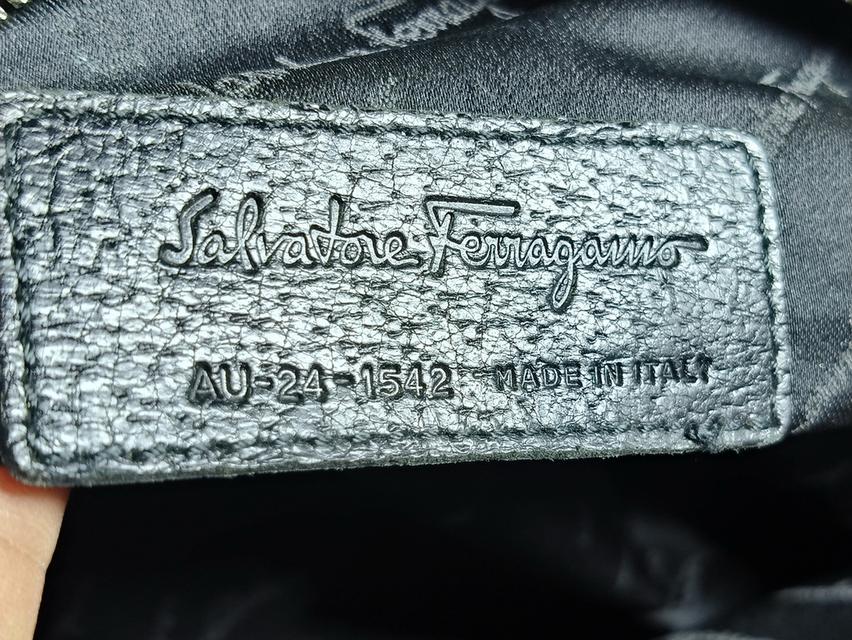 Salvatore Ferragamo
AU-24-1542 MADE IN ITALY